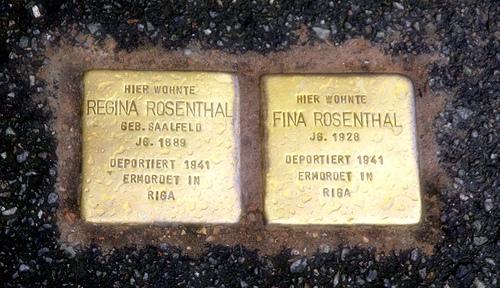 HIER WOHNTE
REGINA ROSENTHAL
GEB. SAALFELD
JG. 1889
DEPORTIERT 1941
ERMORDET IN
RIGA
HIER WOHNTE
FINA ROSENTHAL
JG. 1928
DEPORTIERT 1941
ERMORDET IN
RIGA